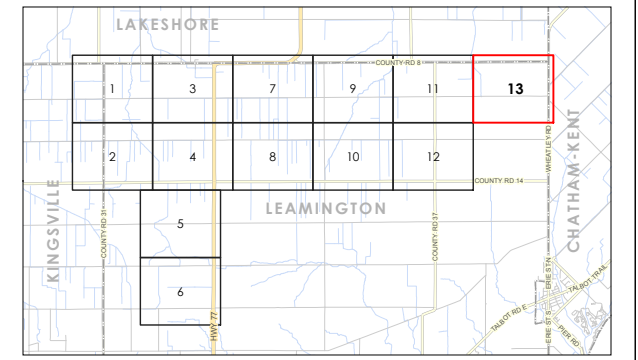 LAKESHORE
COUNTY RD 8
1
3
7
9
11
13
2
4
8
10
12
COUNTY RD 14
WHEATLEY RD
CHATHAM-KENT
KINGSVILLE
COUNTY RD 31
LEAMINGTON
COUNTY RD 37
5
6
HWY 77
ERIE ST N
TALBOT TRAIL
TALBOT RD E
ERIE ST S
PIER RD